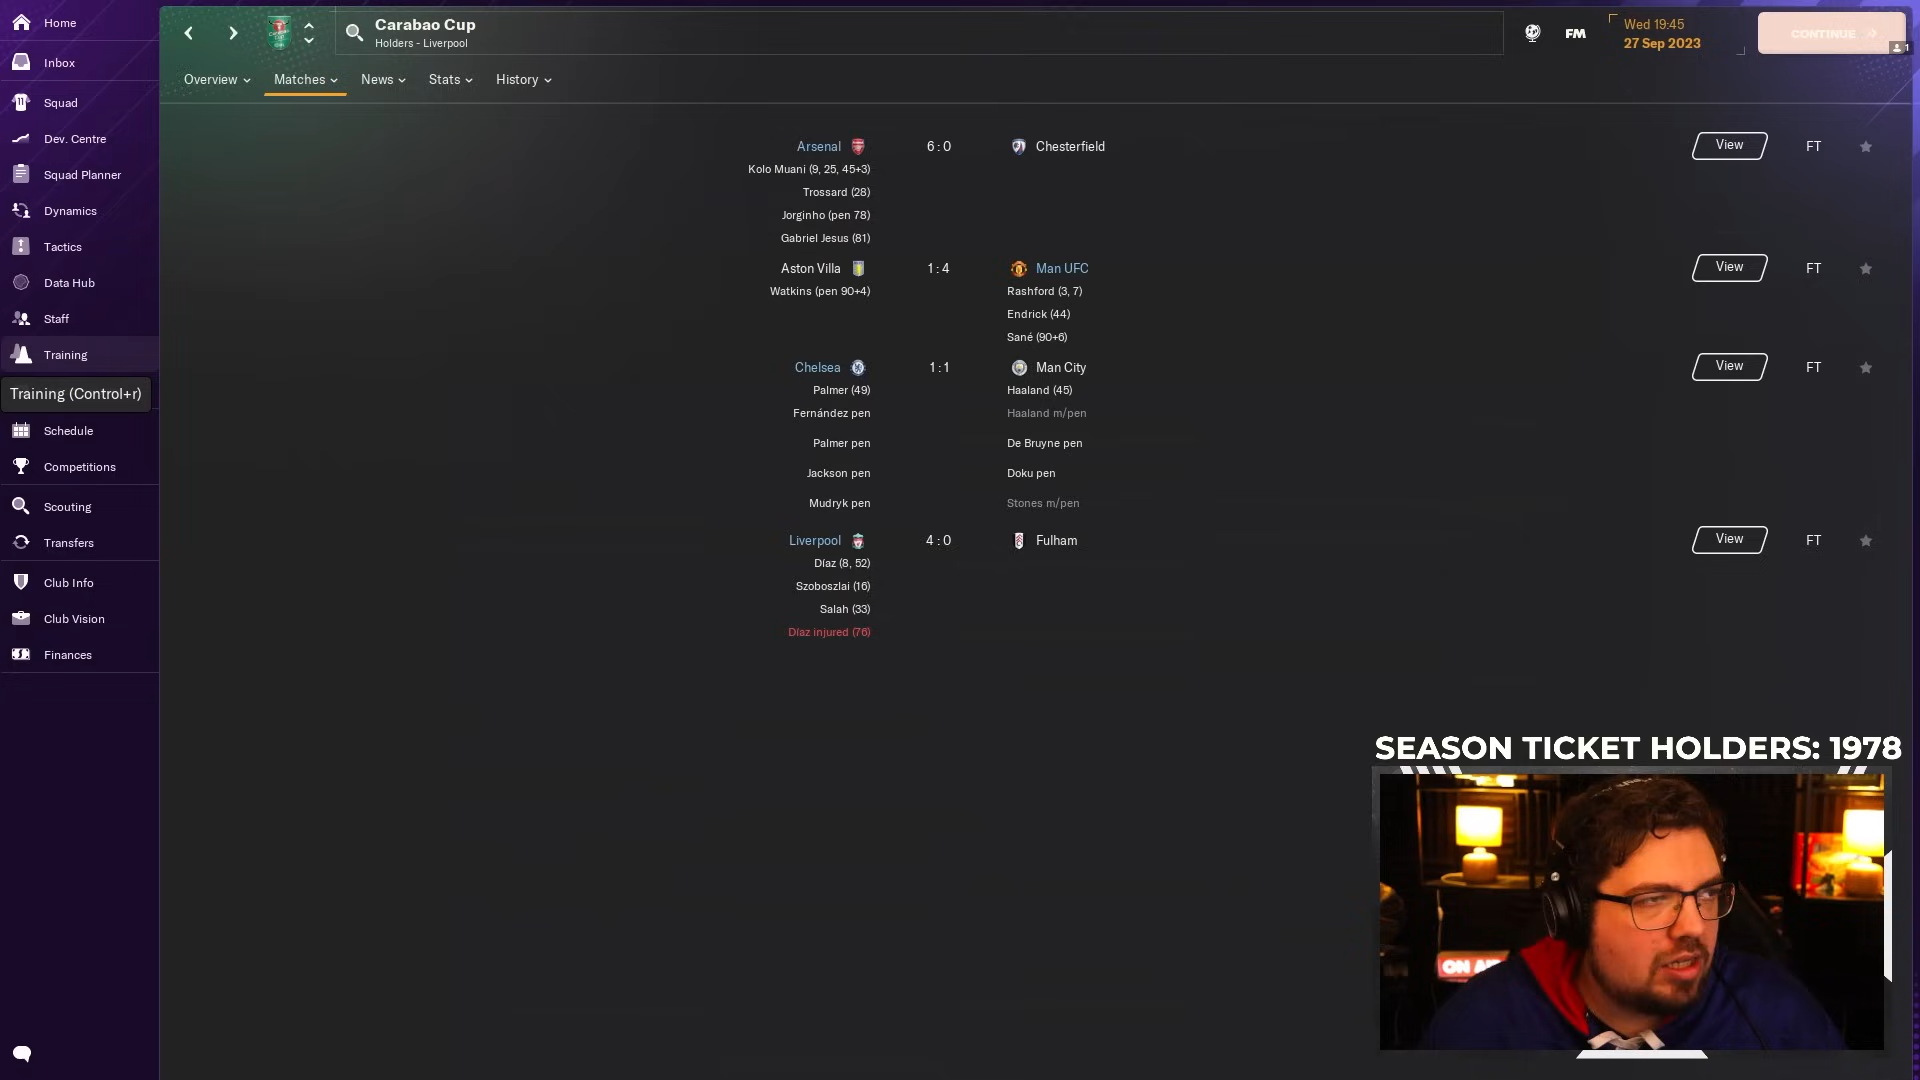 Home
Inbox
Squad
Dev. Centre
Squad Planner
Dynamics
Tactics
Data Hub
Staff
Training
Training (Control+r)
Schedule
Competitions
Scouting
Transfers
Club Info
Club Vision
Finances
Carabao Cup
Holders - Liverpool
FM
Wed 19:45
27 Sep 2023
CONTINUE
1
Overview
Matches
News
Stats
History
Arsenal 6 : 0 Chesterfield View FT
Kolo Muani (9, 25, 45+3)
Trossard (28)
Jorginho (pen 78)
Gabriel Jesus (81)
Aston Villa 1 : 4 Man UFC View FT
Watkins (pen 90+4) Rashford (3, 7)
Endrick (44)
Sané (90+6)
Chelsea 1 : 1 Man City View FT
Palmer (49) Haaland (45)
Fernández pen Haaland m/pen
Palmer pen De Bruyne pen
Jackson pen Doku pen
Mudryk pen Stones m/pen
Liverpool 4 : 0 Fulham View FT
Díaz (8, 52)
Szoboszlai (16)
Salah (33)
Díaz injured (76)
SEASON TICKET HOLDERS: 1978
ON AI